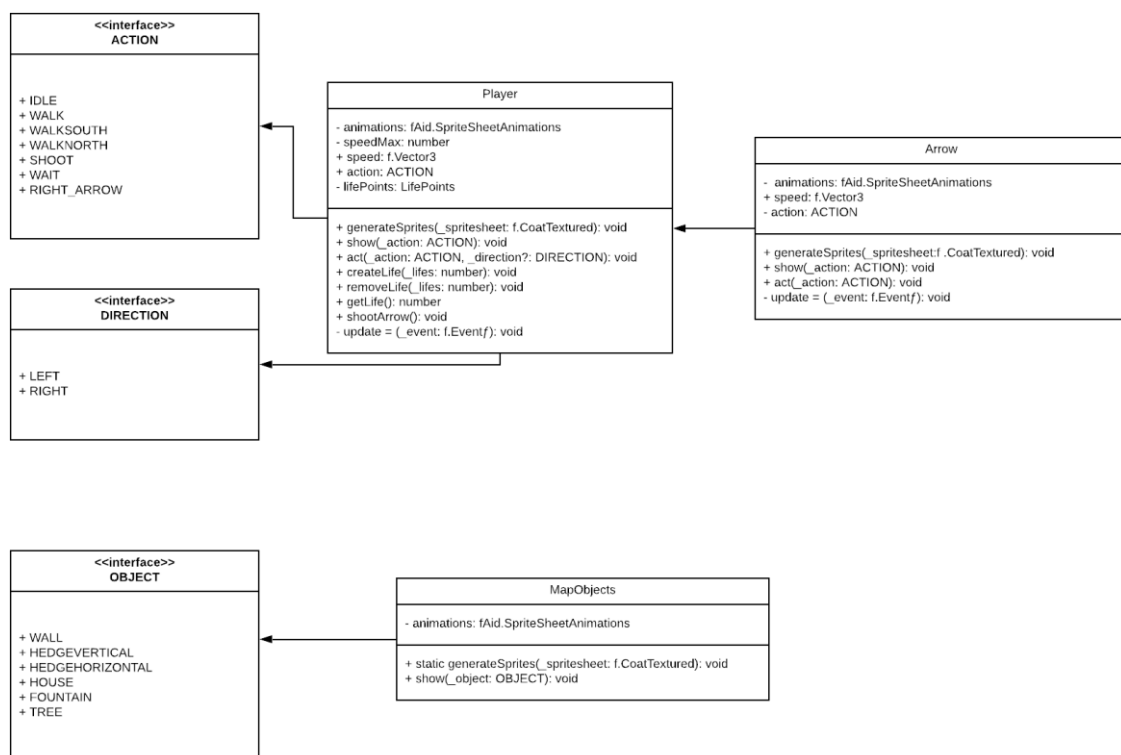 <<interface>>
ACTION
+ IDLE
+ WALK
+ WALKSOUTH
+ WALKNORTH
+ SHOOT
+ WAIT
+ RIGHT_ARROW
Player
- animations: fAid.SpriteSheetAnimations
- speedMax: number
+ speed: f.Vector3
+ action: ACTION
- lifePoints: LifePoints
+ generateSprites(_spritesheet: f.CoatTextured): void
+ show(_action: ACTION): void
+ act(_action: ACTION, _direction?: DIRECTION): void
+ createLife(_lifes: number): void
+ removeLife(_lifes: number): void
+ getLife(): number
+ shootArrow(): void
- update = (_event: f.Eventƒ): void
Arrow
- animations: fAid.SpriteSheetAnimations
+ speed: f.Vector3
- action: ACTION
+ generateSprites(_spritesheet:f .CoatTextured): void
+ show(_action: ACTION): void
+ act(_action: ACTION): void
- update = (_event: f.Eventƒ): void
<<interface>>
DIRECTION
+ LEFT
+ RIGHT
<<interface>>
OBJECT
+ WALL
+ HEDGEVERTICAL
+ HEDGEHORIZONTAL
+ HOUSE
+ FOUNTAIN
+ TREE
MapObjects
- animations: fAid.SpriteSheetAnimations
+ static generateSprites(_spritesheet: f.CoatTextured): void
+ show(_object: OBJECT): void